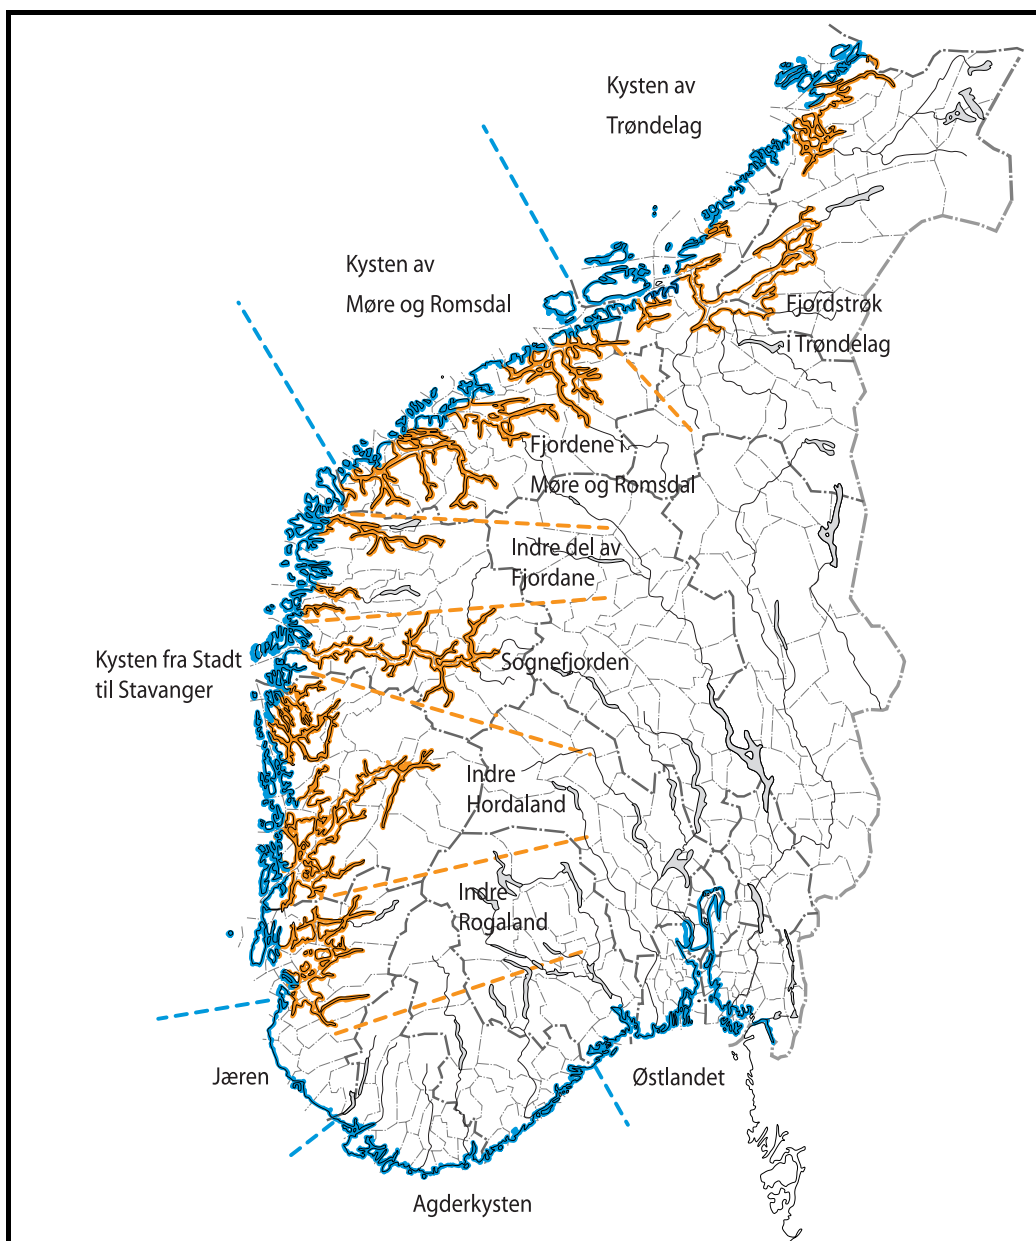 Kysten av
Trøndelag
Kysten av
Møre og Romsdal
Fjordstrøk
i Trøndelag
Fjordene i
Møre og Romsdal
Indre del av
Fjordane
Kysten fra Stadt
til Stavanger
Sognefjorden
Indre
Hordaland
Indre
Rogaland
Jæren
Østlandet
Agderkysten